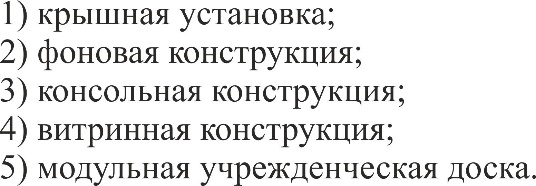 1) крышная установка;
2) фоновая конструкция;
3) консольная конструкция;
4) витринная конструкция;
5) модульная учрежденческая доска.